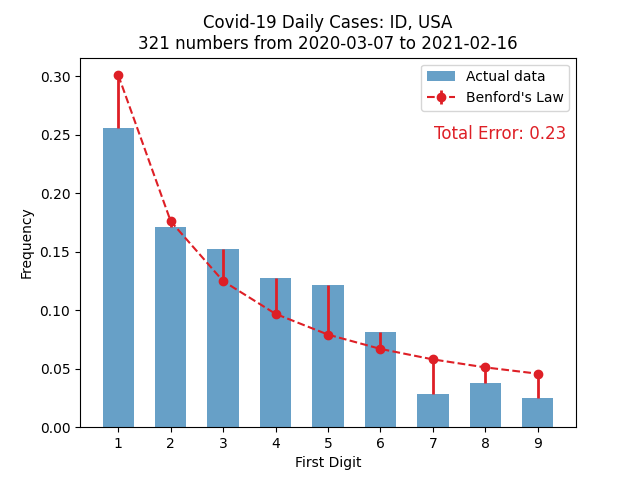 Covid-19 Daily Cases: ID, USA
321 numbers from 2020-03-07 to 2021-02-16
Actual data
Benford's Law
Total Error: 0.23
Frequency
0.30
0.25
0.20
0.15
0.10
0.05
0.00
1 2 3 4 5 6 7 8 9
First Digit